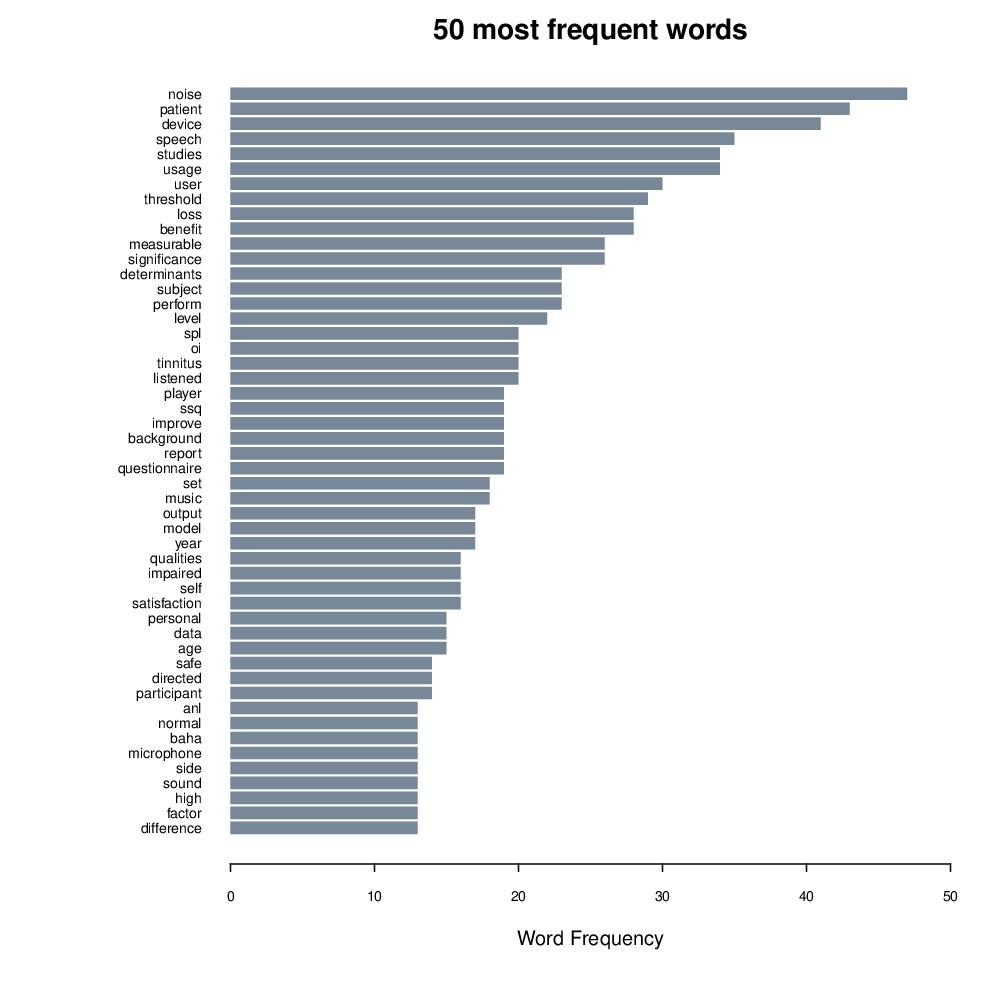 50 most frequent words
noise
patient
device
speech
studies
usage
user
threshold
loss
benefit
measurable
significance
determinants
subject
perform
level
spl
oi
tinnitus
listened
player
ssq
improve
background
report
questionnaire
set
music
output
model
year
qualities
impaired
self
satisfaction
personal
data
age
safe
directed
participant
anl
normal
baha
microphone
side
sound
high
factor
difference
0 10 20 30 40 50
Word Frequency